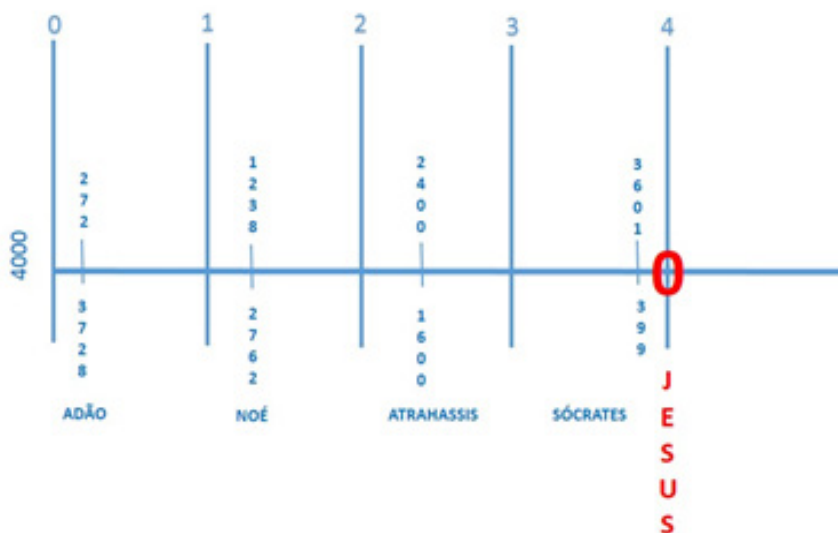 0 1 2 3 4
272 1238 2400 3601
4000
0
3728 2762 1600 399
ADÃO NOÉ ATRAHASSIS SÓCRATES
JESUS